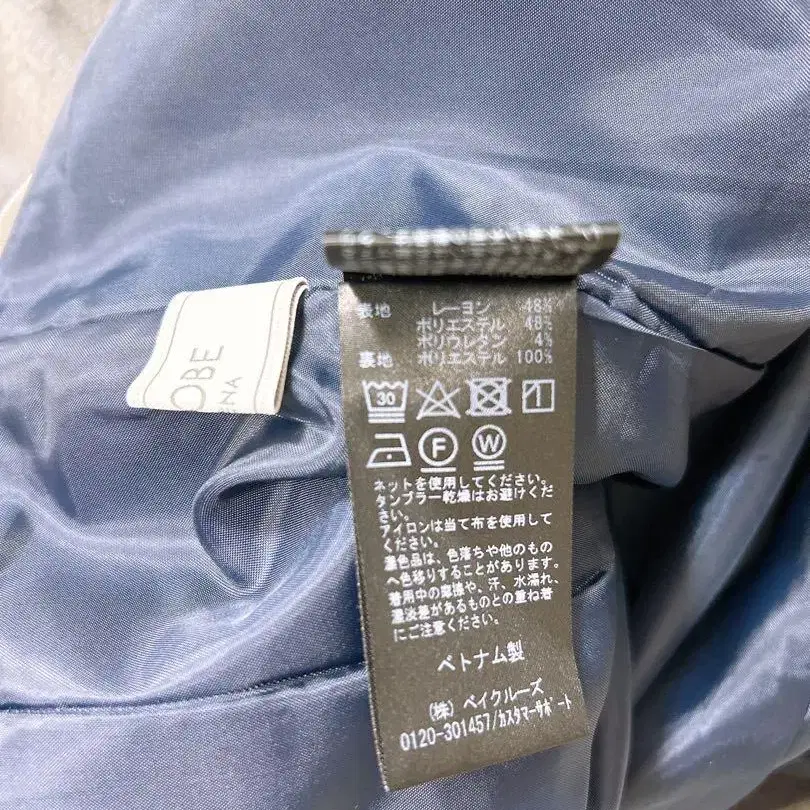 OBE
NNA
表地 レーヨン 48%
ポリエステル 48%
ポリウレタン 4%
裏地 ポリエステル 100%
30
F W
ネットを使用してください。
タンブラー乾燥はお避けくだ
さい。
アイロンは当て布を使用して
ください。
濃色品は、色落ちや他のもの
へ色移りすることがあります。
着用中の摩擦や、汗、水濡れ、
濃淡差があるものとの重ね着
にご注意ください。
ベトナム製
(株) ベイクルーズ
0120-301457/カスタマーサポート